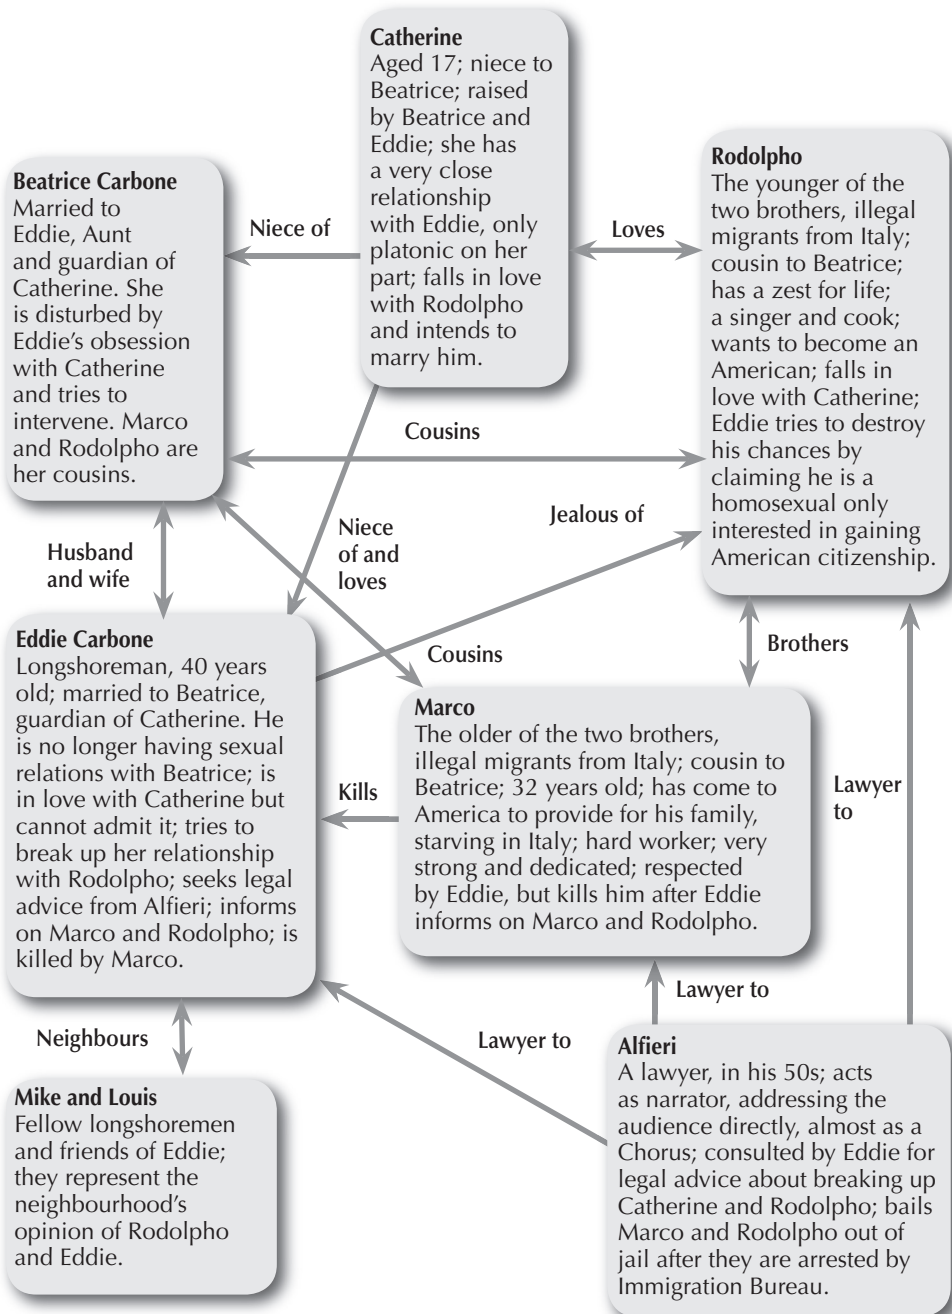 Catherine
Aged 17; niece to
Beatrice; raised
by Beatrice and
Eddie; she has
a very close
relationship
with Eddie, only
platonic on her
part; falls in love
with Rodolpho
and intends to
marry him.
Beatrice Carbone
Married to
Eddie, Aunt
and guardian of
Catherine. She
is disturbed by
Eddie’s obsession
with Catherine
and tries to
intervene. Marco
and Rodolpho are
her cousins.
Niece of
Loves
Rodolpho
The younger of the
two brothers, illegal
migrants from Italy;
cousin to Beatrice;
has a zest for life;
a singer and cook;
wants to become an
American; falls in
love with Catherine;
Eddie tries to destroy
his chances by
claiming he is a
homosexual only
interested in gaining
American citizenship.
Cousins
Jealous of
Niece
of and
loves
Husband
and wife
Cousins
Brothers
Eddie Carbone
Longshoreman, 40 years
old; married to Beatrice,
guardian of Catherine. He
is no longer having sexual
relations with Beatrice; is
in love with Catherine but
cannot admit it; tries to
break up her relationship
with Rodolpho; seeks legal
advice from Alfieri; informs
on Marco and Rodolpho; is
killed by Marco.
Kills
Marco
The older of the two brothers,
illegal migrants from Italy; cousin to
Beatrice; 32 years old; has come to
America to provide for his family,
starving in Italy; hard worker; very
strong and dedicated; respected
by Eddie, but kills him after Eddie
informs on Marco and Rodolpho.
Lawyer
to
Neighbours
Lawyer to
Lawyer to
Mike and Louis
Fellow longshoremen
and friends of Eddie;
they represent the
neighbourhood’s
opinion of Rodolpho
and Eddie.
Alfieri
A lawyer, in his 50s; acts
as narrator, addressing the
audience directly, almost as a
Chorus; consulted by Eddie for
legal advice about breaking up
Catherine and Rodolpho; bails
Marco and Rodolpho out of
jail after they are arrested by
Immigration Bureau.